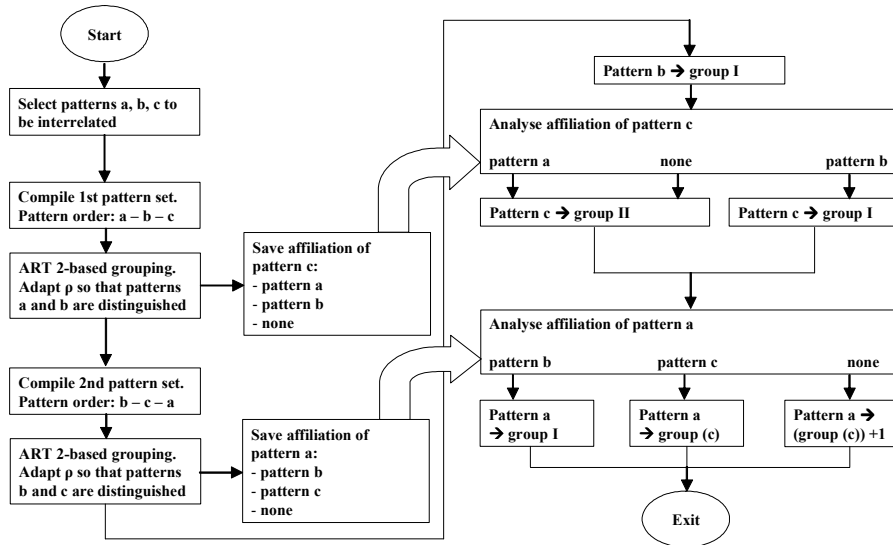 Start
Select patterns a, b, c to
be interrelated
Compile 1st pattern set.
Pattern order: a – b – c
ART 2-based grouping.
Adapt ρ so that patterns
a and b are distinguished
Save affiliation of
pattern c:
- pattern a
- pattern b
- none
Compile 2nd pattern set.
Pattern order: b – c – a
ART 2-based grouping.
Adapt ρ so that patterns
b and c are distinguished
Save affiliation of
pattern a:
- pattern b
- pattern c
- none
Pattern b → group I
Analyse affiliation of pattern c
pattern a none pattern b
Pattern c → group II
Pattern c → group I
Analyse affiliation of pattern a
pattern b pattern c none
Pattern a
→ group I
Pattern a
→ group (c)
Pattern a →
(group (c)) +1
Exit